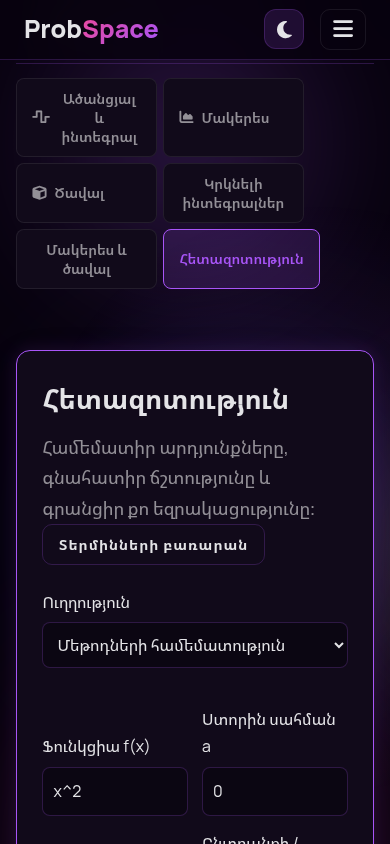 ProbSpace
Ածանցյալ
և
ինտեգրալ
Մակերես
Ծավալ
Կրկնելի
ինտեգրալներ
Մակերես և
ծավալ
Հետազոտություն
Հետազոտություն
Համեմատիր արդյունքները,
գնահատիր ճշտությունը և
գրանցիր քո եզրակացությունը:
Տերմինների բառարան
Ուղղություն
Մեթոդների համեմատություն
Ստորին սահման
a
Ֆունկցիա f(x)
x^2
0